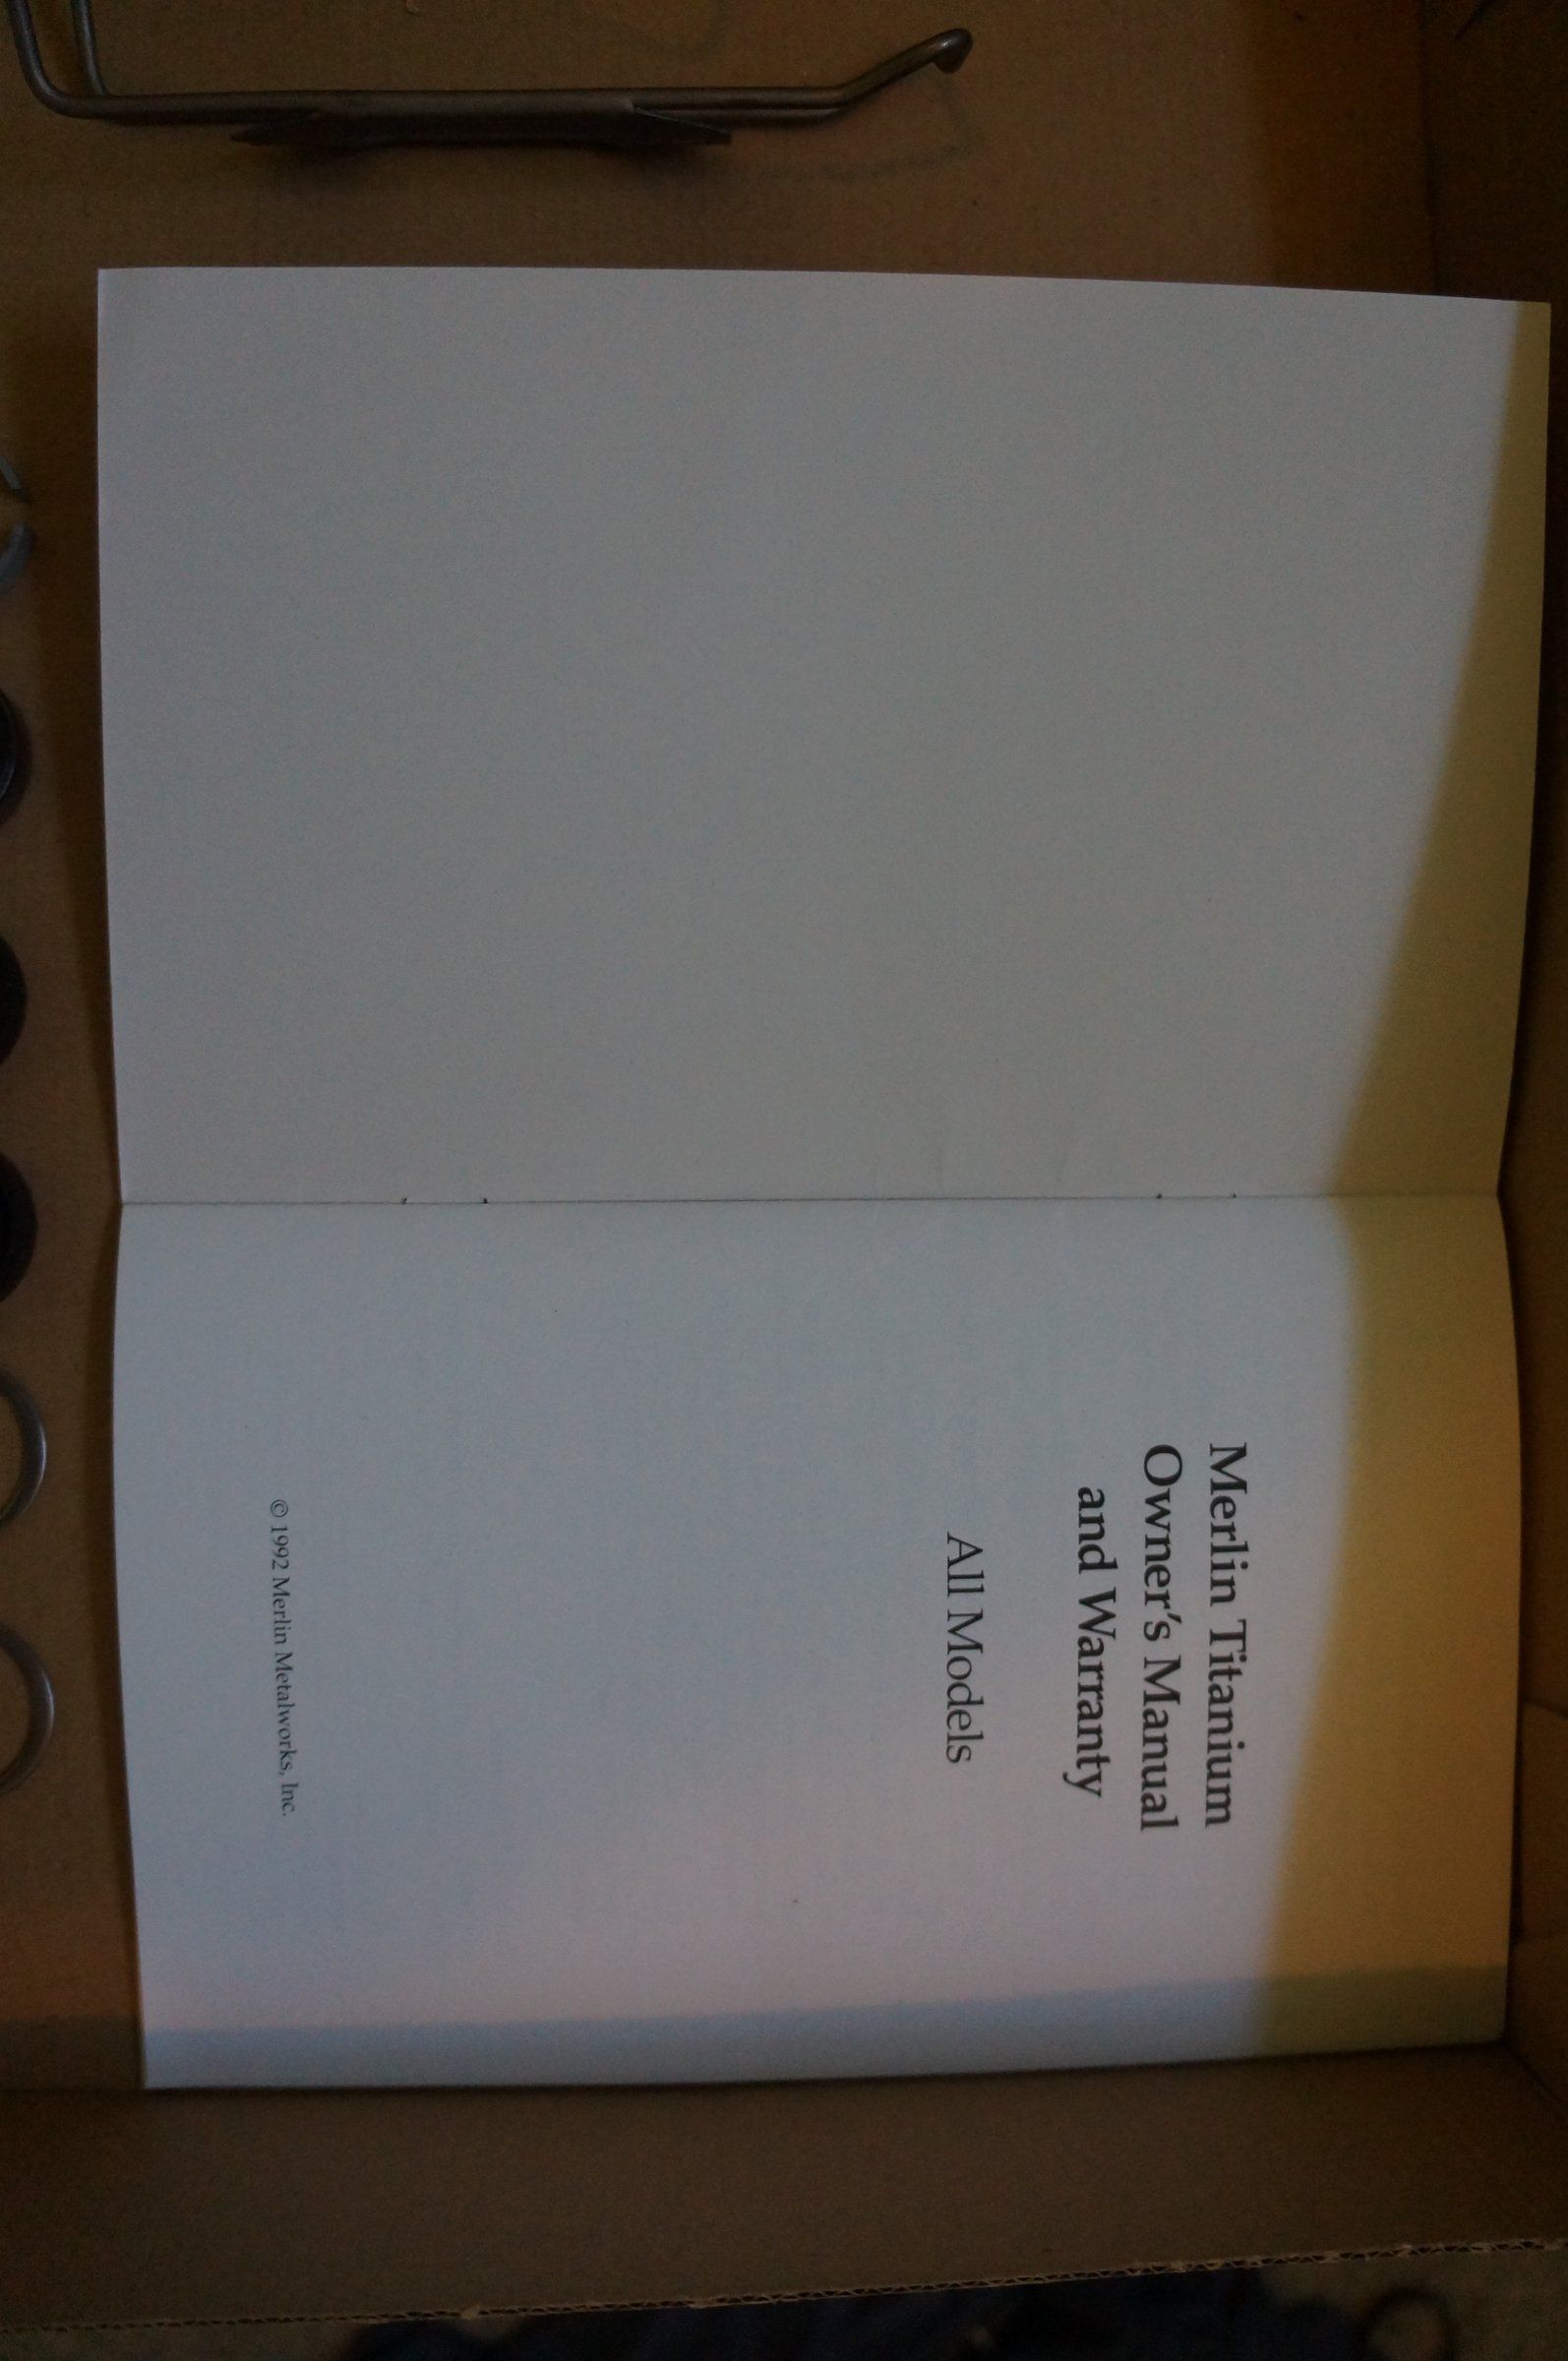 Merlin Titanium
Owner's Manual
and Warranty
All Models
© 1992 Merlin Metalworks, Inc.